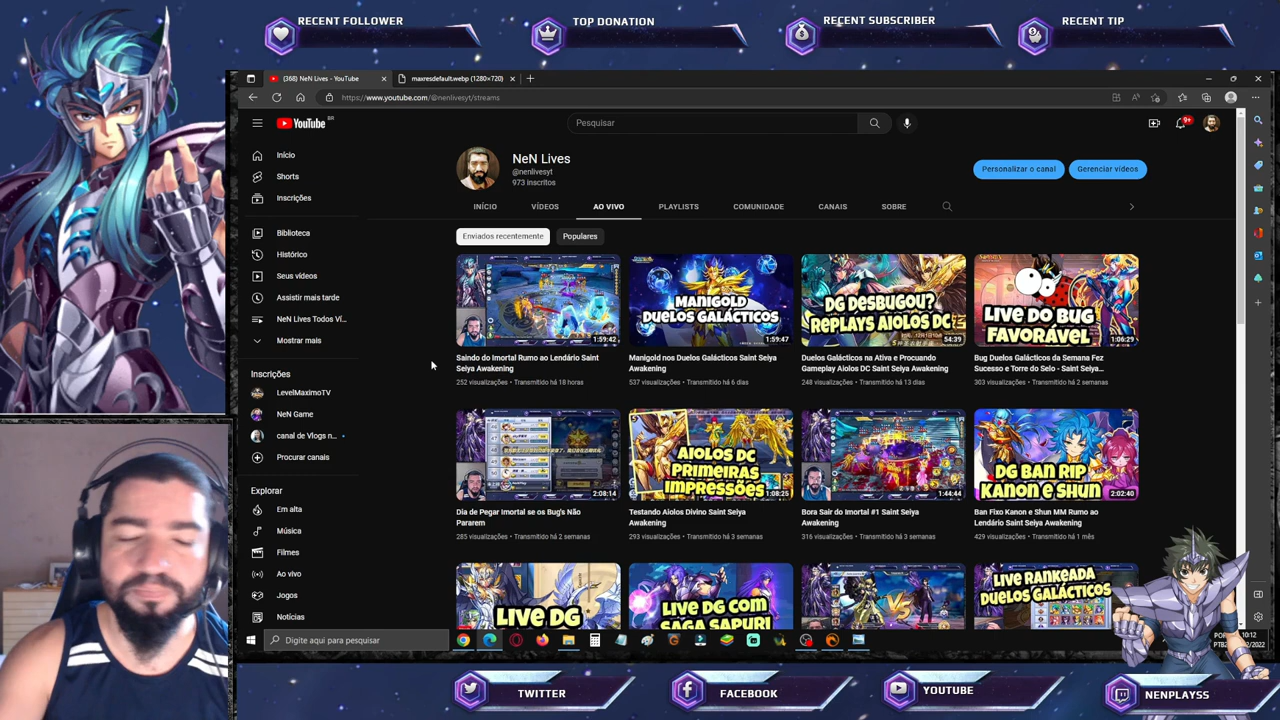 RECENT FOLLOWER
TOP DONATION
RECENT SUBSCRIBER
RECENT TIP
(368) NeN Lives - YouTube
maxresdefault.webp (1280×720)
https://www.youtube.com/@nenlivesyt/streams
YouTube BR
Pesquisar
9+
Início
Shorts
Inscrições
Biblioteca
Histórico
Seus vídeos
Assistir mais tarde
NeN Lives Todos Ví...
Mostrar mais
Inscrições
LevelMaximoTV
NeN Game
canal de Vlogs n...
Procurar canais
Explorar
Em alta
Música
Filmes
Ao vivo
Jogos
Notícias
NeN Lives
@nenlivesyt
973 inscritos
Personalizar o canal
Gerenciar vídeos
INÍCIO
VÍDEOS
AO VIVO
PLAYLISTS
COMUNIDADE
CANAIS
SOBRE
Enviados recentemente
Populares
1:59:42
Saindo do Imortal Rumo ao Lendário Saint
Seiya Awakening
252 visualizações • Transmitido há 18 horas
MANIGOLD
DUELOS GALÁCTICOS
1:59:47
Manigold nos Duelos Galácticos Saint Seiya
Awakening
537 visualizações • Transmitido há 6 dias
DG DESBUGOU?
REPLAYS AIOLOS DC
54:39
Duelos Galácticos na Ativa e Procuando
Gameplay Aiolos DC Saint Seiya Awakening
248 visualizações • Transmitido há 13 dias
LIVE DO BUG
FAVORÁVEL
1:06:29
Bug Duelos Galácticos da Semana Fez
Sucesso e Torre do Selo - Saint Seiya...
303 visualizações • Transmitido há 2 semanas
2:08:14
Dia de Pegar Imortal se os Bug's Não
Pararem
285 visualizações • Transmitido há 2 semanas
AIOLOS DC
PRIMEIRAS
IMPRESSÕES
1:08:25
Testando Aiolos Divino Saint Seiya
Awakening
293 visualizações • Transmitido há 3 semanas
1:44:44
Bora Sair do Imortal #1 Saint Seiya
Awakening
316 visualizações • Transmitido há 3 semanas
DG BAN RIP
KANON E SHUN
2:02:40
Ban Fixo Kanon e Shun MM Rumo ao
Lendário Saint Seiya Awakening
429 visualizações • Transmitido há 1 mês
LIVE DG
LIVE DG COM
SAGA SAPURI
VS
LIVE RANKEADA
DUELOS GALÁCTICOS
Digite aqui para pesquisar
10:12
TWITTER
FACEBOOK
YOUTUBE
NENPLAYSS